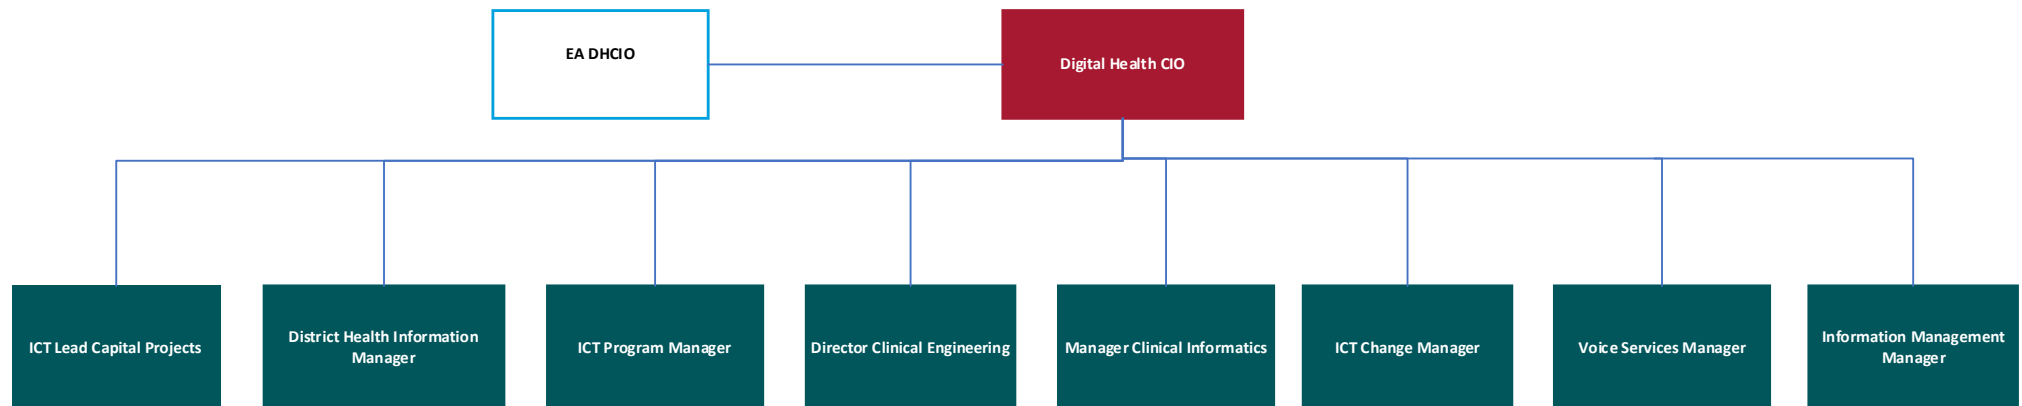 EA DHCIO
Digital Health CIO
ICT Lead Capital Projects
District Health Information
Manager
ICT Program Manager
Director Clinical Engineering
Manager Clinical Informatics
ICT Change Manager
Voice Services Manager
Information Management
Manager